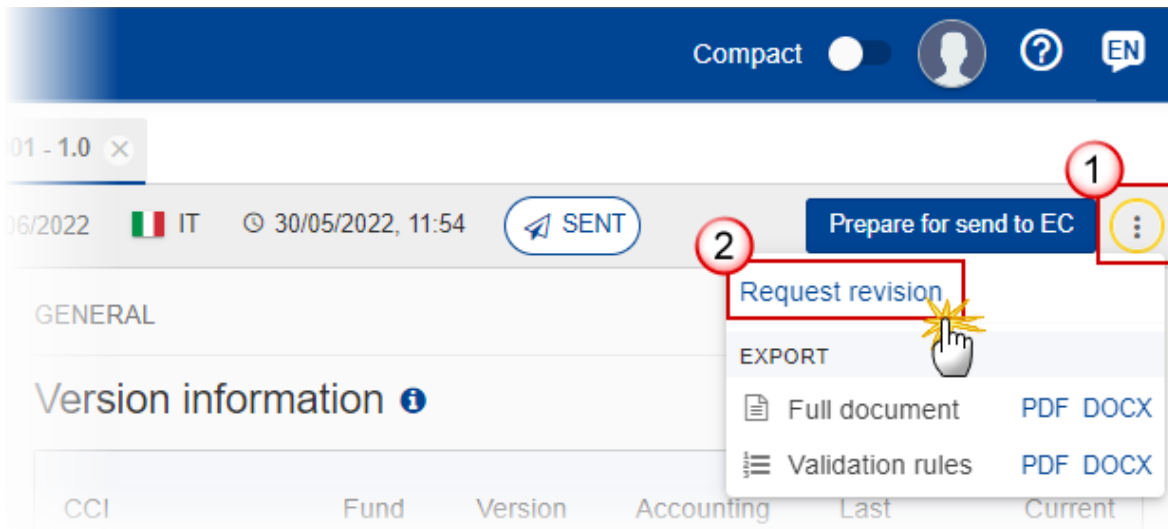 Compact EN
01 - 1.0
1
06/2022 IT 30/05/2022, 11:54 SENT Prepare for send to EC
2
Request revision
GENERAL
EXPORT
Version information
Full document PDF DOCX
Validation rules PDF DOCX
CCI Fund Version Accounting Last Current